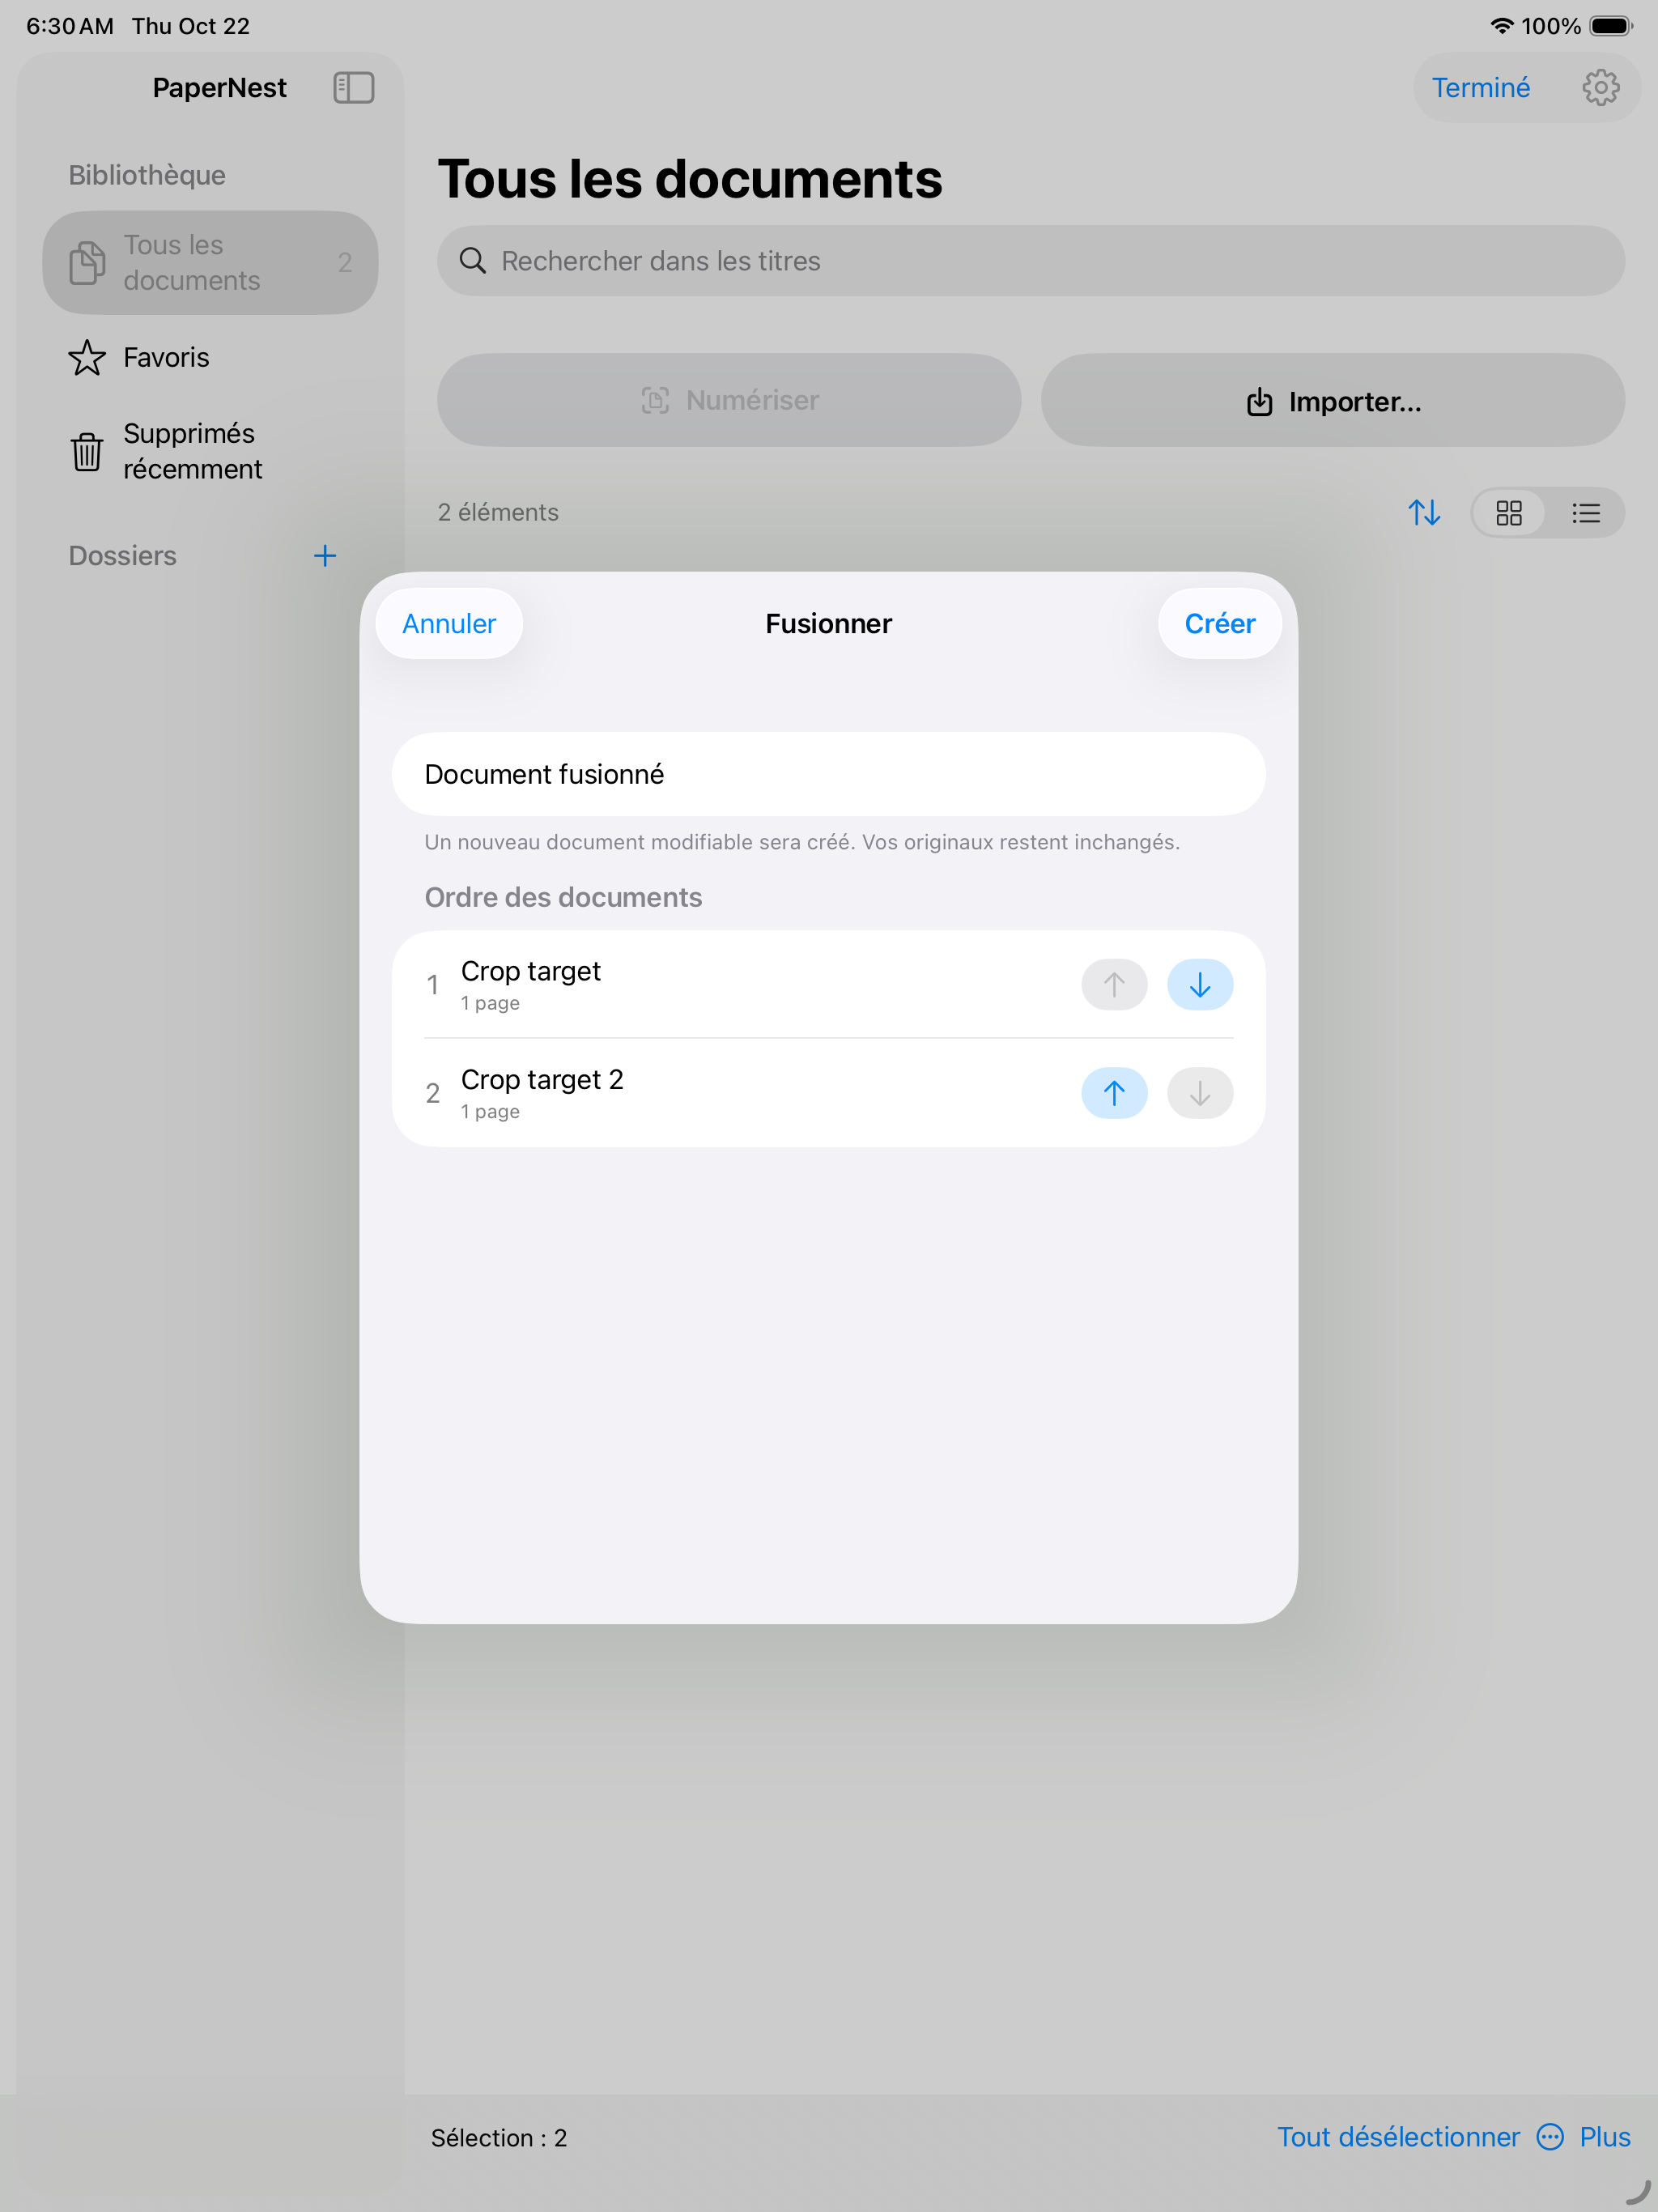 6:30 AM Thu Oct 22
100%
PaperNest
Terminé
Bibliothèque
Tous les
documents
2
Favoris
Supprimés
récemment
Dossiers
Tous les documents
Rechercher dans les titres
Numériser
Importer...
2 éléments
Annuler
Fusionner
Créer
Document fusionné
Un nouveau document modifiable sera créé. Vos originaux restent inchangés.
Ordre des documents
1
Crop target
1 page
2
Crop target 2
1 page
Sélection : 2
Tout désélectionner
Plus